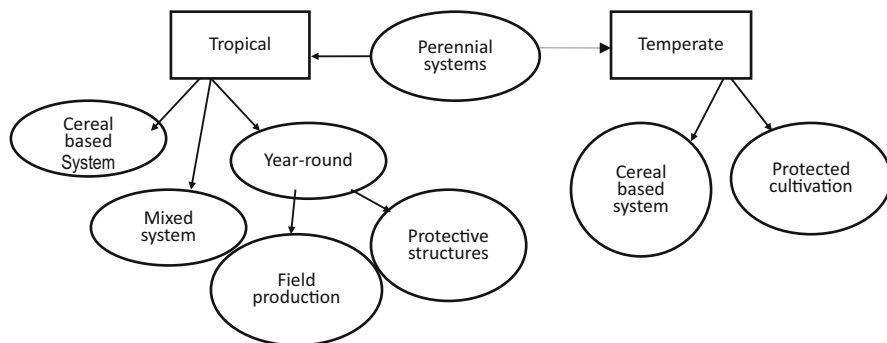 Tropical
Perennial
systems
Temperate
Cereal
based
System
Year-round
Mixed
system
Field
production
Protective
structures
Cereal
based
system
Protected
cultivation